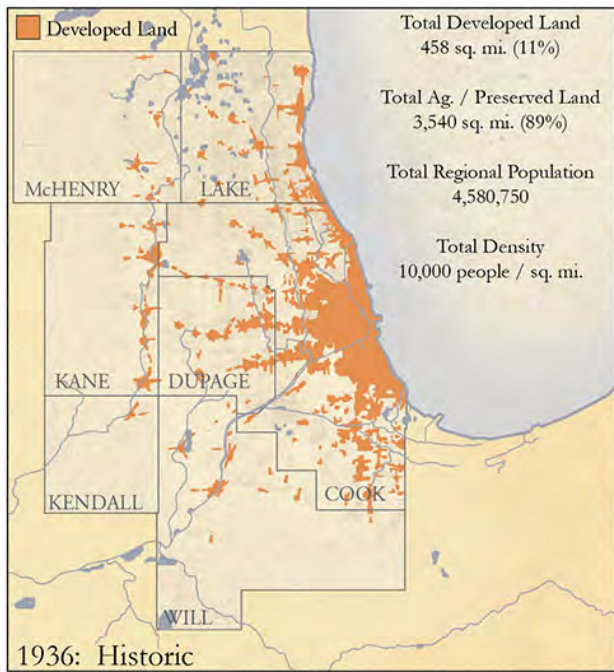 Developed Land
Total Developed Land
458 sq. mi. (11%)
Total Ag. / Preserved Land
3,540 sq. mi. (89%)
Total Regional Population
4,580,750
Total Density
10,000 people / sq. mi.
McHENRY
LAKE
KANE
DUPAGE
KENDALL
COOK
WILL
1936: Historic